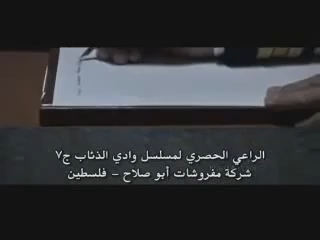 الراعي الحصري لمسلسل وادي الذئاب ج٧
شركة مفروشات أبو صلاح - فلسطين